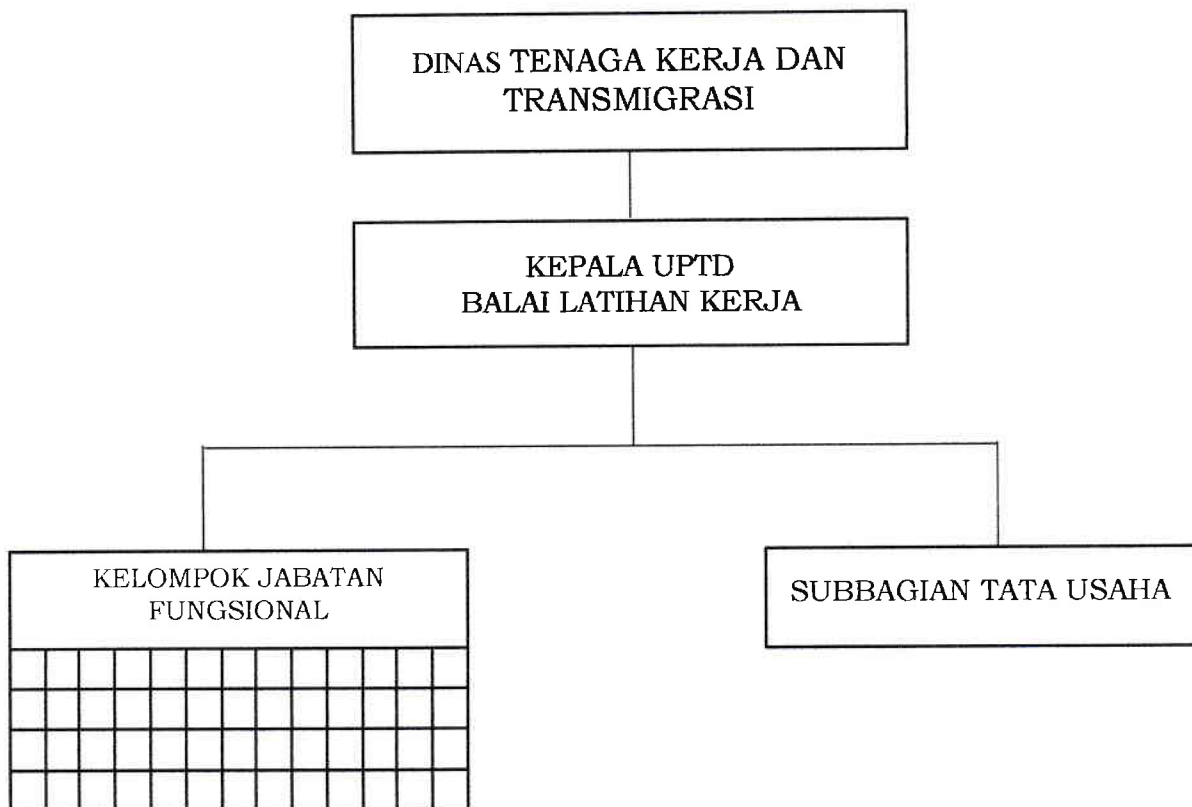 DINAS TENAGA KERJA DAN
TRANSMIGRASI
KEPALA UPTD
BALAI LATIHAN KERJA
KELOMPOK JABATAN
FUNGSIONAL
SUBBAGIAN TATA USAHA